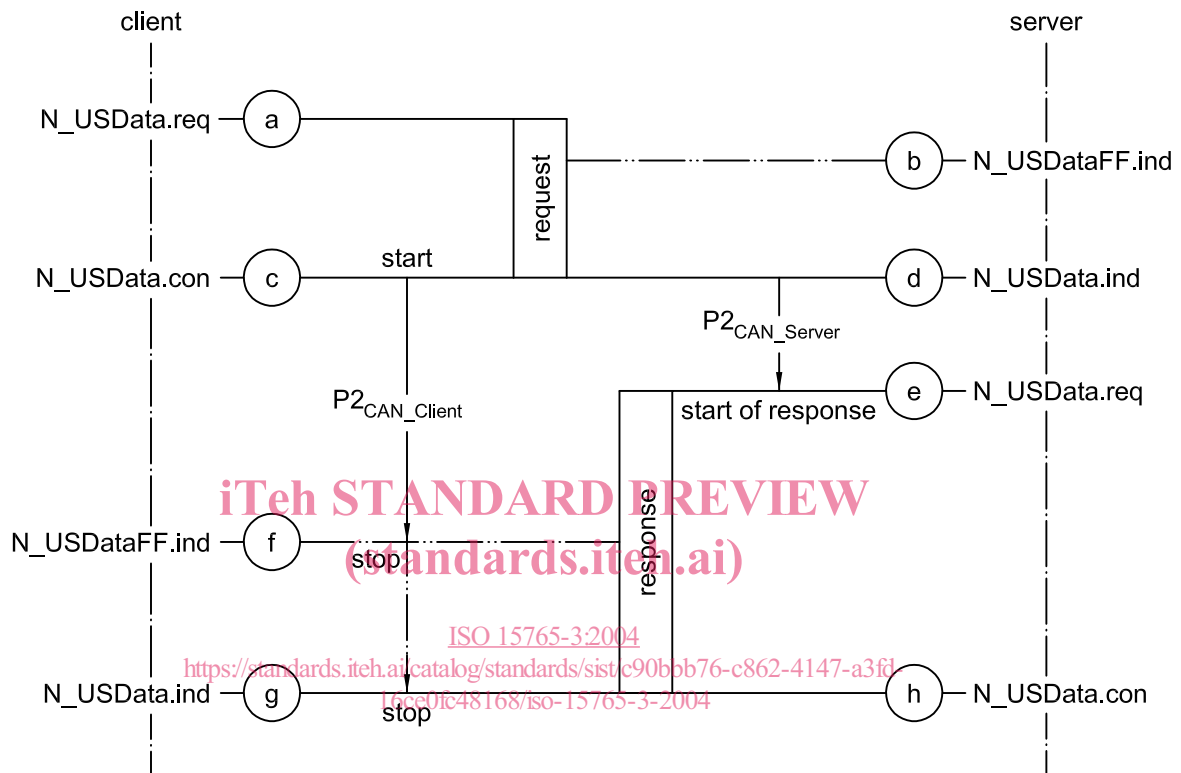 client
server
N_USData.req
a
b
N_USDataFF.ind
request
N_USData.con
c
start
d
N_USData.ind
P2CAN_Server
P2CAN_Client
e
N_USData.req
start of response
iTeh STANDARD PREVIEW
response
N_USDataFF.ind
f
stop
(standards.iteh.ai)
ISO 15765-3:2004
https://standards.iteh.ai/catalog/standards/sist/c90bbb76-c862-4147-a3fd-
16ce0fc48168/iso-15765-3-2004
N_USData.ind
g
stop
h
N_USData.con